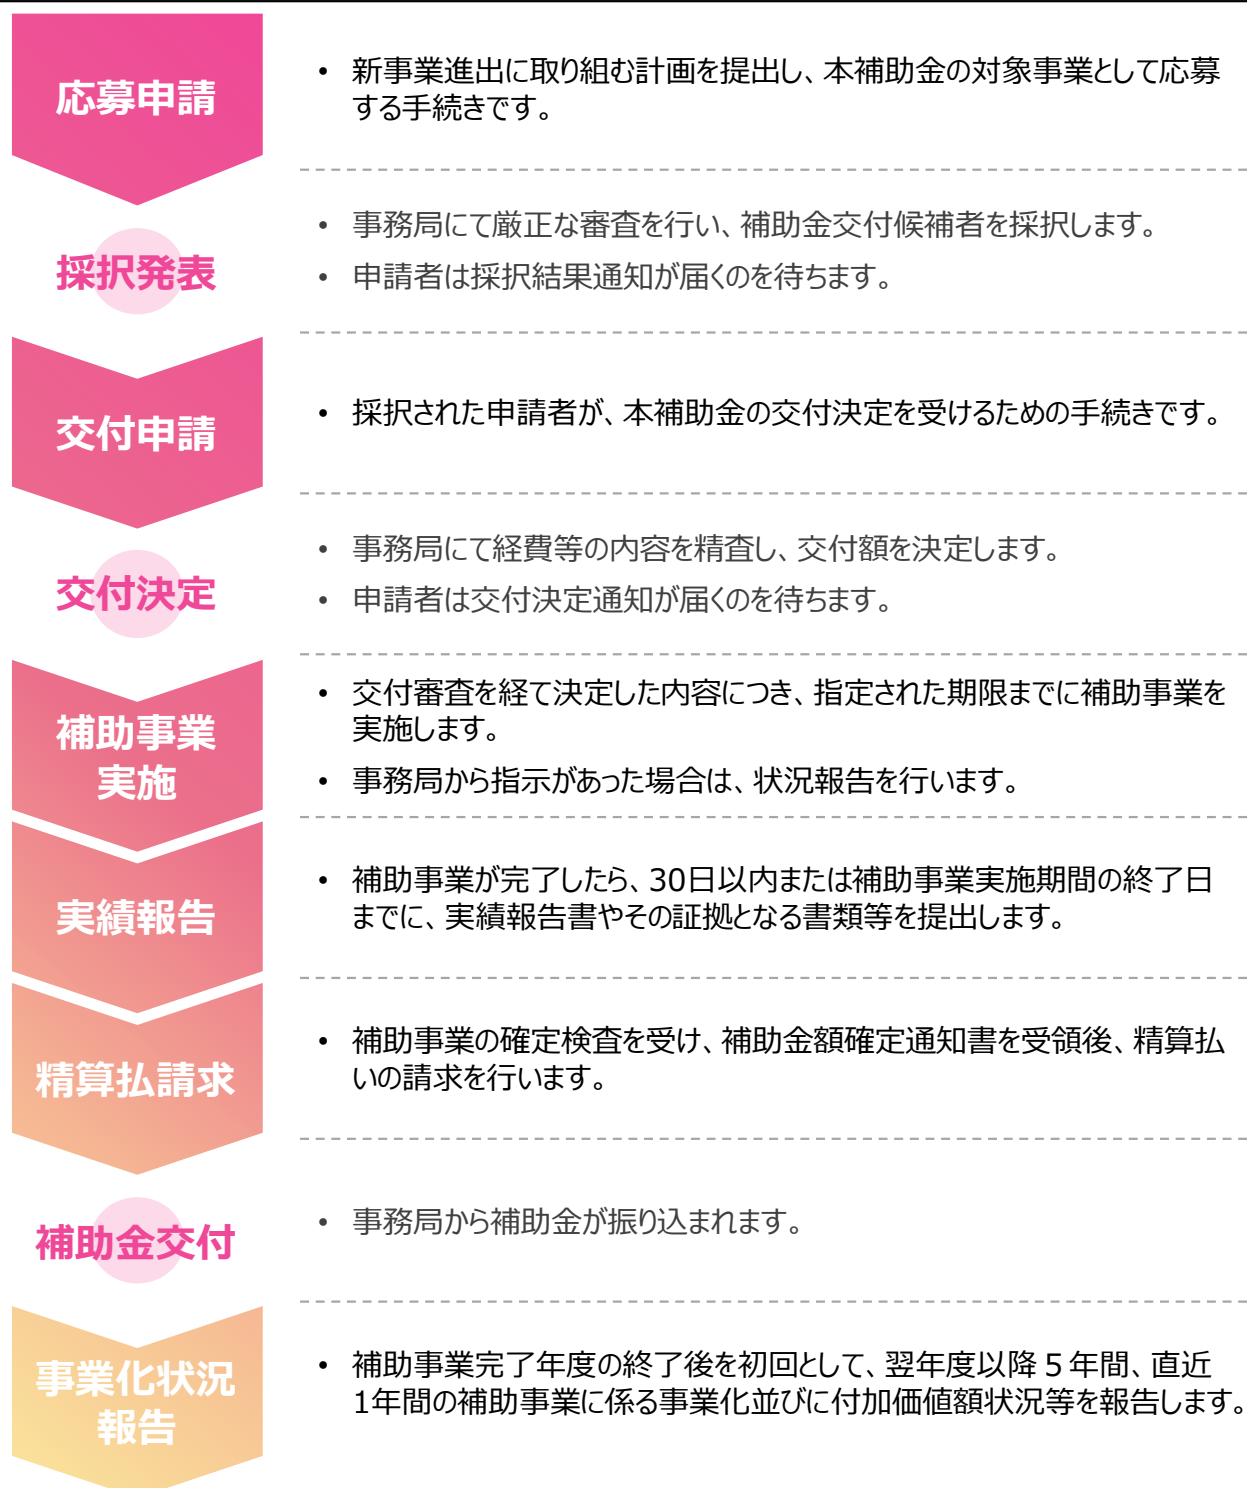 応募申請
• 新事業進出に取り組む計画を提出し、本補助金の対象事業として応募
する手続きです。
採択発表
• 事務局にて厳正な審査を行い、補助金交付候補者を採択します。
• 申請者は採択結果通知が届くのを待ちます。
交付申請
• 採択された申請者が、本補助金の交付決定を受けるための手続きです。
交付決定
• 事務局にて経費等の内容を精査し、交付額を決定します。
• 申請者は交付決定通知が届くのを待ちます。
補助事業
実施
• 交付審査を経て決定した内容につき、指定された期限までに補助事業を
実施します。
• 事務局から指示があった場合は、状況報告を行います。
実績報告
• 補助事業が完了したら、30日以内または補助事業実施期間の終了日
までに、実績報告書やその証拠となる書類等を提出します。
精算払請求
• 補助事業の確定検査を受け、補助金額確定通知書を受領後、精算払
いの請求を行います。
補助金交付
• 事務局から補助金が振り込まれます。
事業化状況
報告
• 補助事業完了年度の終了後を初回として、翌年度以降５年間、直近
1年間の補助事業に係る事業化並びに付加価値額状況等を報告します。